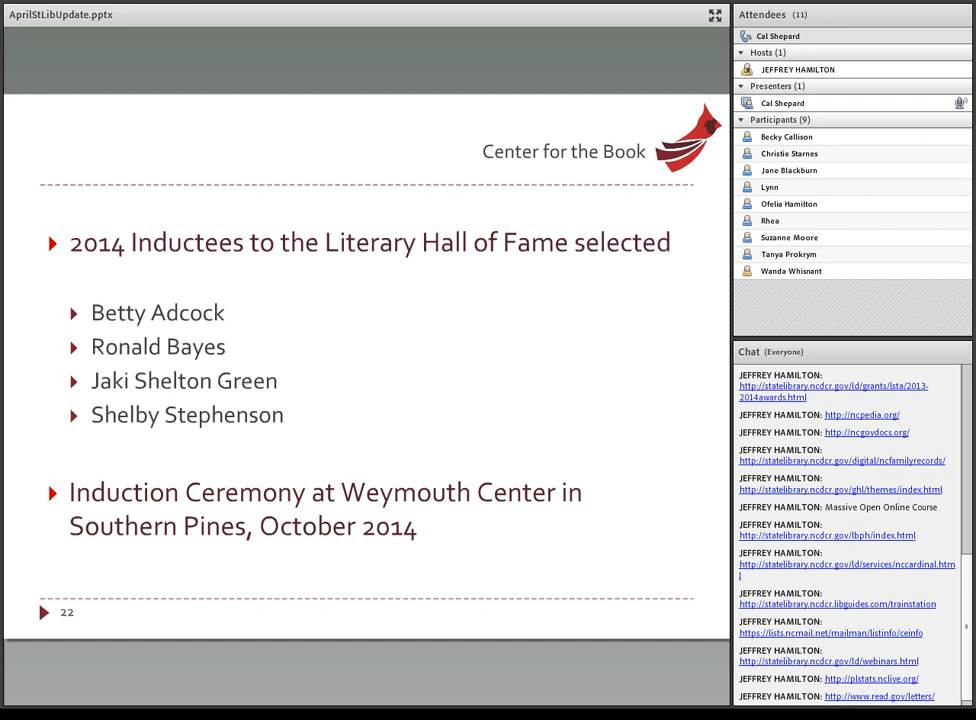 AprilStLibUpdate.pptx
Center for the Book
2014 Inductees to the Literary Hall of Fame selected
Betty Adcock
Ronald Bayes
Jaki Shelton Green
Shelby Stephenson
Induction Ceremony at Weymouth Center in
Southern Pines, October 2014
22
Attendees (11)
Cal Shepard
Hosts (1)
JEFFREY HAMILTON
Presenters (1)
Cal Shepard
Participants (9)
Becky Callison
Christie Starnes
Jane Blackburn
Lynn
Ofelia Hamilton
Rhea
Suzanne Moore
Tanya Prokrym
Wanda Whisnant
Chat (Everyone)
JEFFREY HAMILTON:
http://statelibrary.ncdcr.gov/ld/grants/lsta/2013-
2014awards.html
JEFFREY HAMILTON: http://ncpedia.org/
JEFFREY HAMILTON: http://ncgovdocs.org/
JEFFREY HAMILTON:
http://statelibrary.ncdcr.gov/digital/ncfamilyrecords/
JEFFREY HAMILTON:
http://statelibrary.ncdcr.gov/ghl/themes/index.html
JEFFREY HAMILTON: Massive Open Online Course
JEFFREY HAMILTON:
http://statelibrary.ncdcr.gov/lbph/index.html
JEFFREY HAMILTON:
http://statelibrary.ncdcr.gov/ld/services/nccardinal.htm
l
JEFFREY HAMILTON:
http://statelibrary.ncdcr.libguides.com/trainstation
JEFFREY HAMILTON:
https://lists.ncmail.net/mailman/listinfo/ceinfo
JEFFREY HAMILTON:
http://statelibrary.ncdcr.gov/ld/webinars.html
JEFFREY HAMILTON: http://plstats.nclive.org/
JEFFREY HAMILTON: http://www.read.gov/letters/